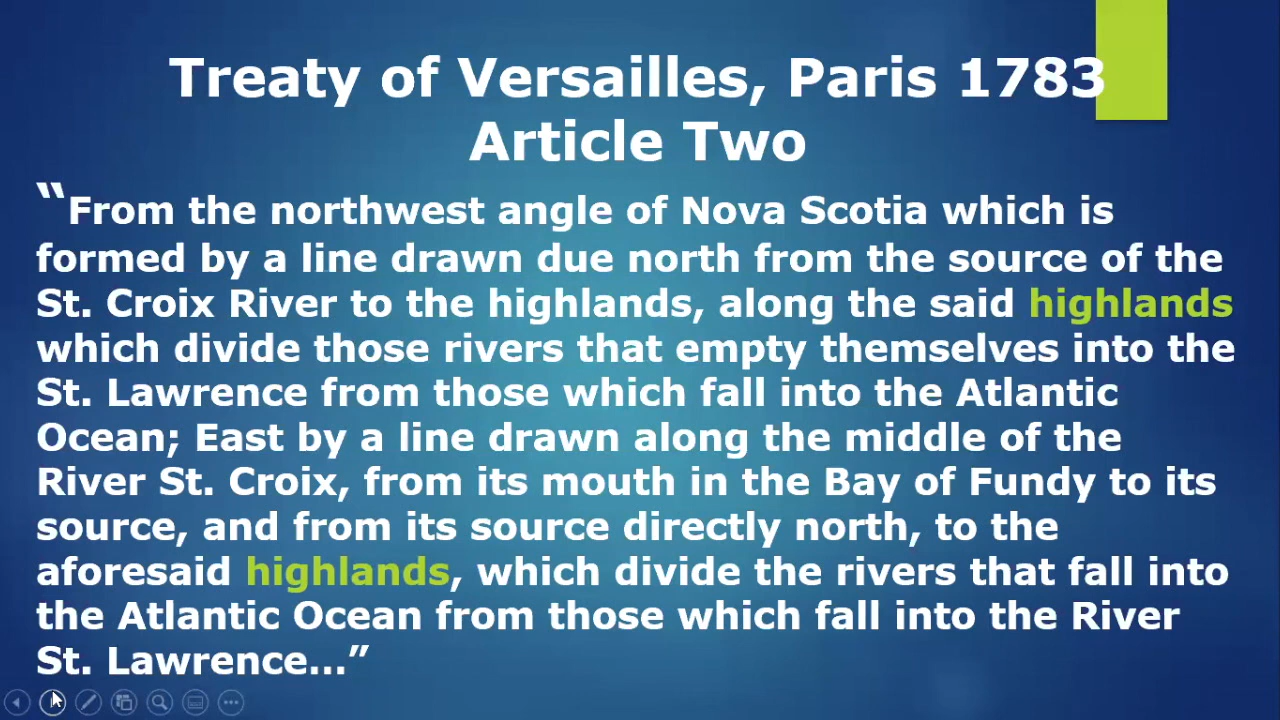 Treaty of Versailles, Paris 1783
Article Two
“From the northwest angle of Nova Scotia which is
formed by a line drawn due north from the source of the
St. Croix River to the highlands, along the said highlands
which divide those rivers that empty themselves into the
St. Lawrence from those which fall into the Atlantic
Ocean; East by a line drawn along the middle of the
River St. Croix, from its mouth in the Bay of Fundy to its
source, and from its source directly north, to the
aforesaid highlands, which divide the rivers that fall into
the Atlantic Ocean from those which fall into the River
St. Lawrence…”